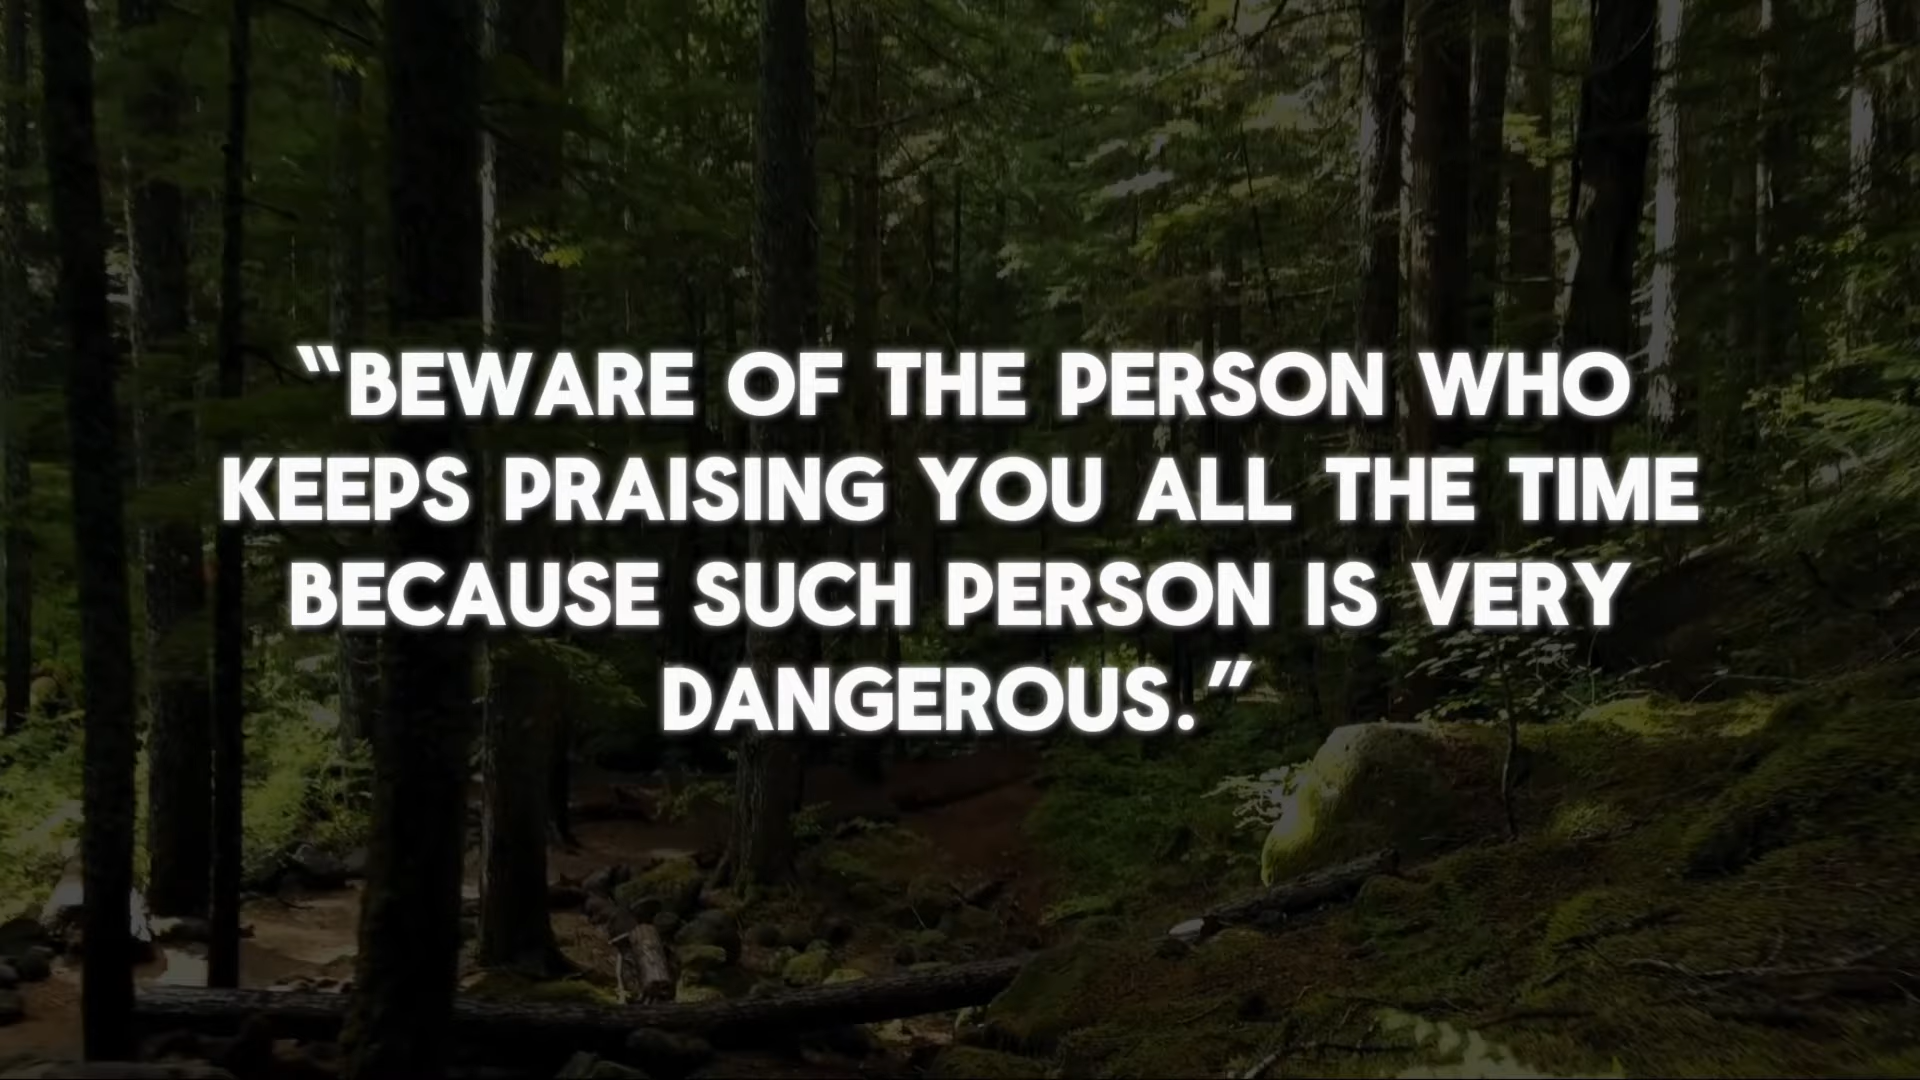 “BEWARE OF THE PERSON WHO
KEEPS PRAISING YOU ALL THE TIME
BECAUSE SUCH PERSON IS VERY
DANGEROUS.”